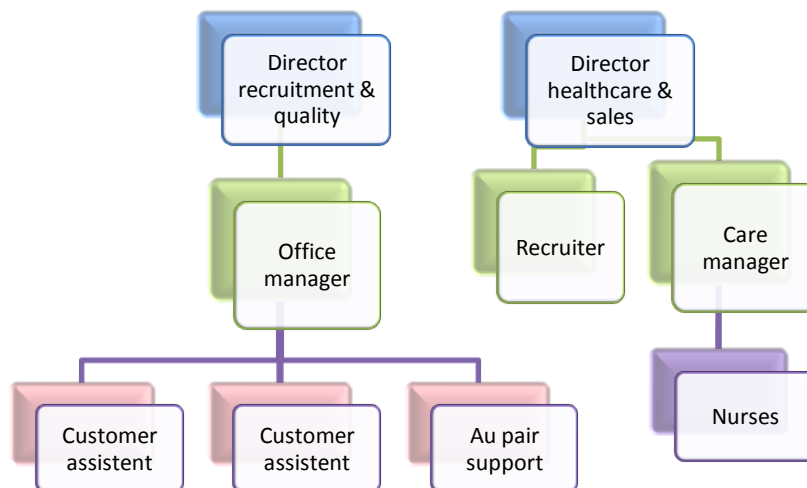 Director
recruitment &
quality
Director
healthcare &
sales
Office
manager
Recruiter
Care
manager
Customer
assistent
Customer
assistent
Au pair
support
Nurses